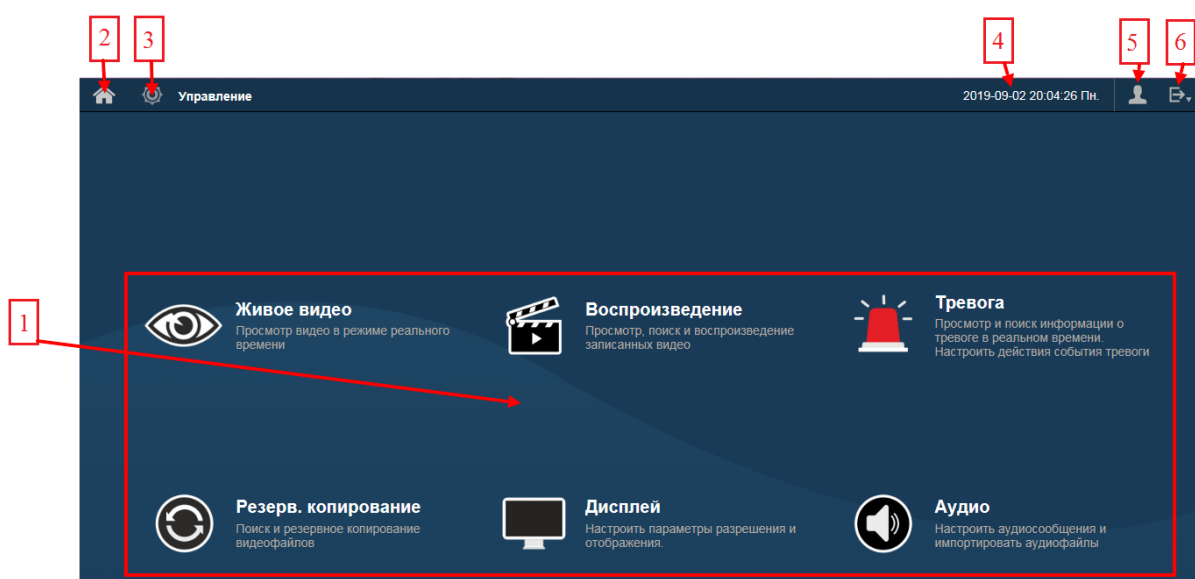 2 3 4 5 6
Управление 2019-09-02 20:04:26 Пн.
1
Живое видео
Просмотр видео в режиме реального
времени
Воспроизведение
Просмотр, поиск и воспроизведение
записанных видео
Тревога
Просмотр и поиск информации о
тревоге в реальном времени.
Настроить действия события тревоги
Резерв. копирование
Поиск и резервное копирование
видеофайлов
Дисплей
Настроить параметры разрешения и
отображения.
Аудио
Настроить аудиосообщения и
импортировать аудиофайлы